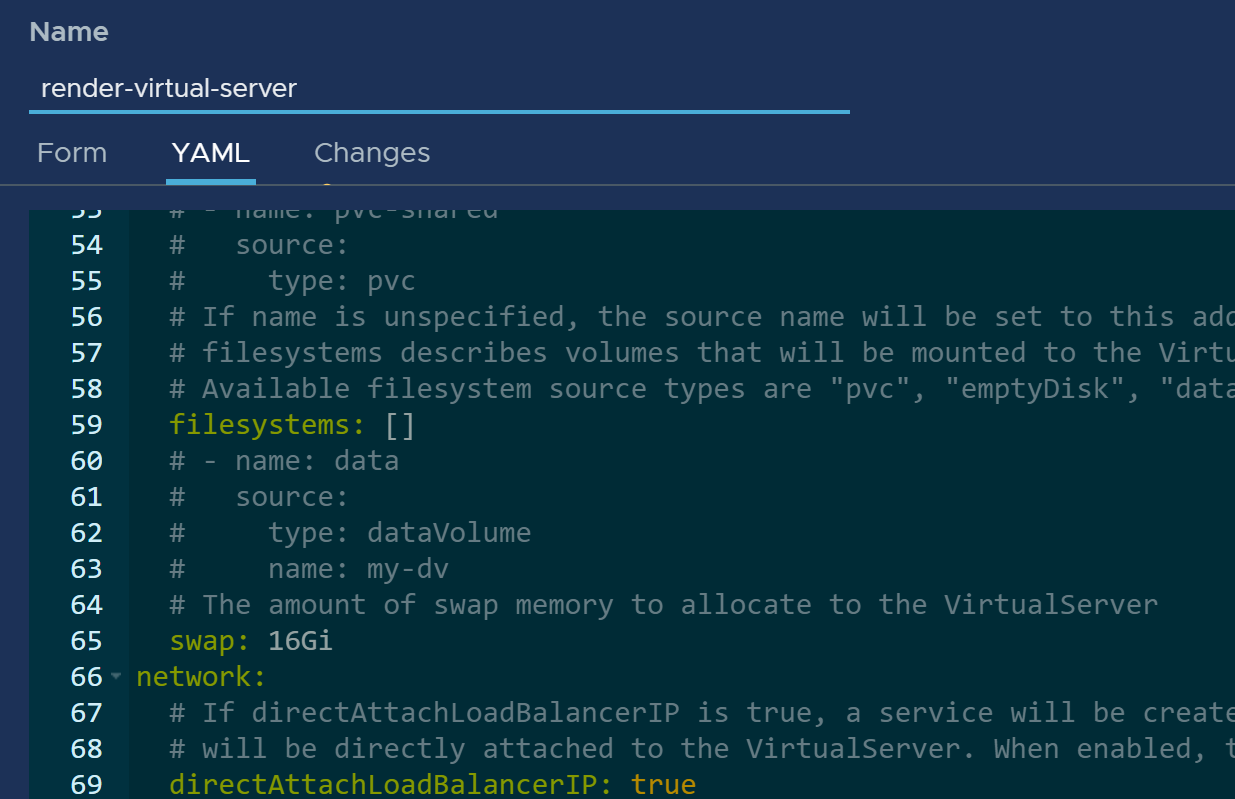 Name
render-virtual-server
Form YAML Changes
53 # - name: pvc-shared
54 #   source:
55 #     type: pvc
56 # If name is unspecified, the source name will be set to this
57 # filesystems describes volumes that will be mounted to the
58 # Available filesystem source types are "pvc", "emptyDisk",
59 filesystems: []
60 # - name: data
61 #   source:
62 #     type: dataVolume
63 #     name: my-dv
64 # The amount of swap memory to allocate to the VirtualServer
65 swap: 16Gi
66 network:
67 # If directAttachLoadBalancerIP is true, a service will be
68 # will be directly attached to the VirtualServer. When enabled,
69 directAttachLoadBalancerIP: true